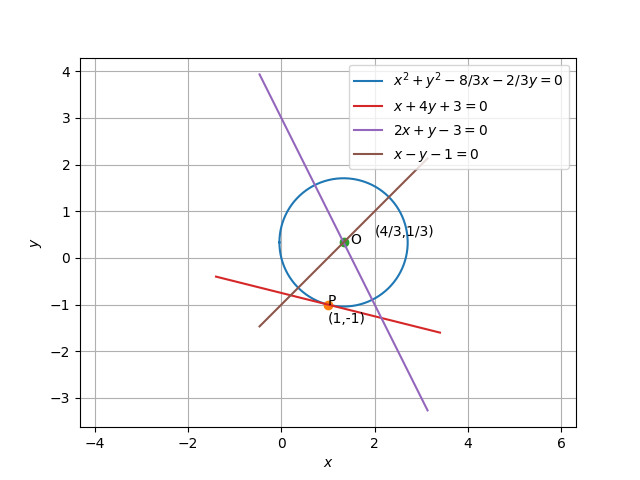 x² + y² − 8/3x − 2/3y = 0
x + 4y + 3 = 0
2x + y − 3 = 0
x − y − 1 = 0
4
3
2
1
0
−1
−2
−3
y
(4/3,1/3)
O
P
(1,-1)
−4 −2 0 2 4 6
x